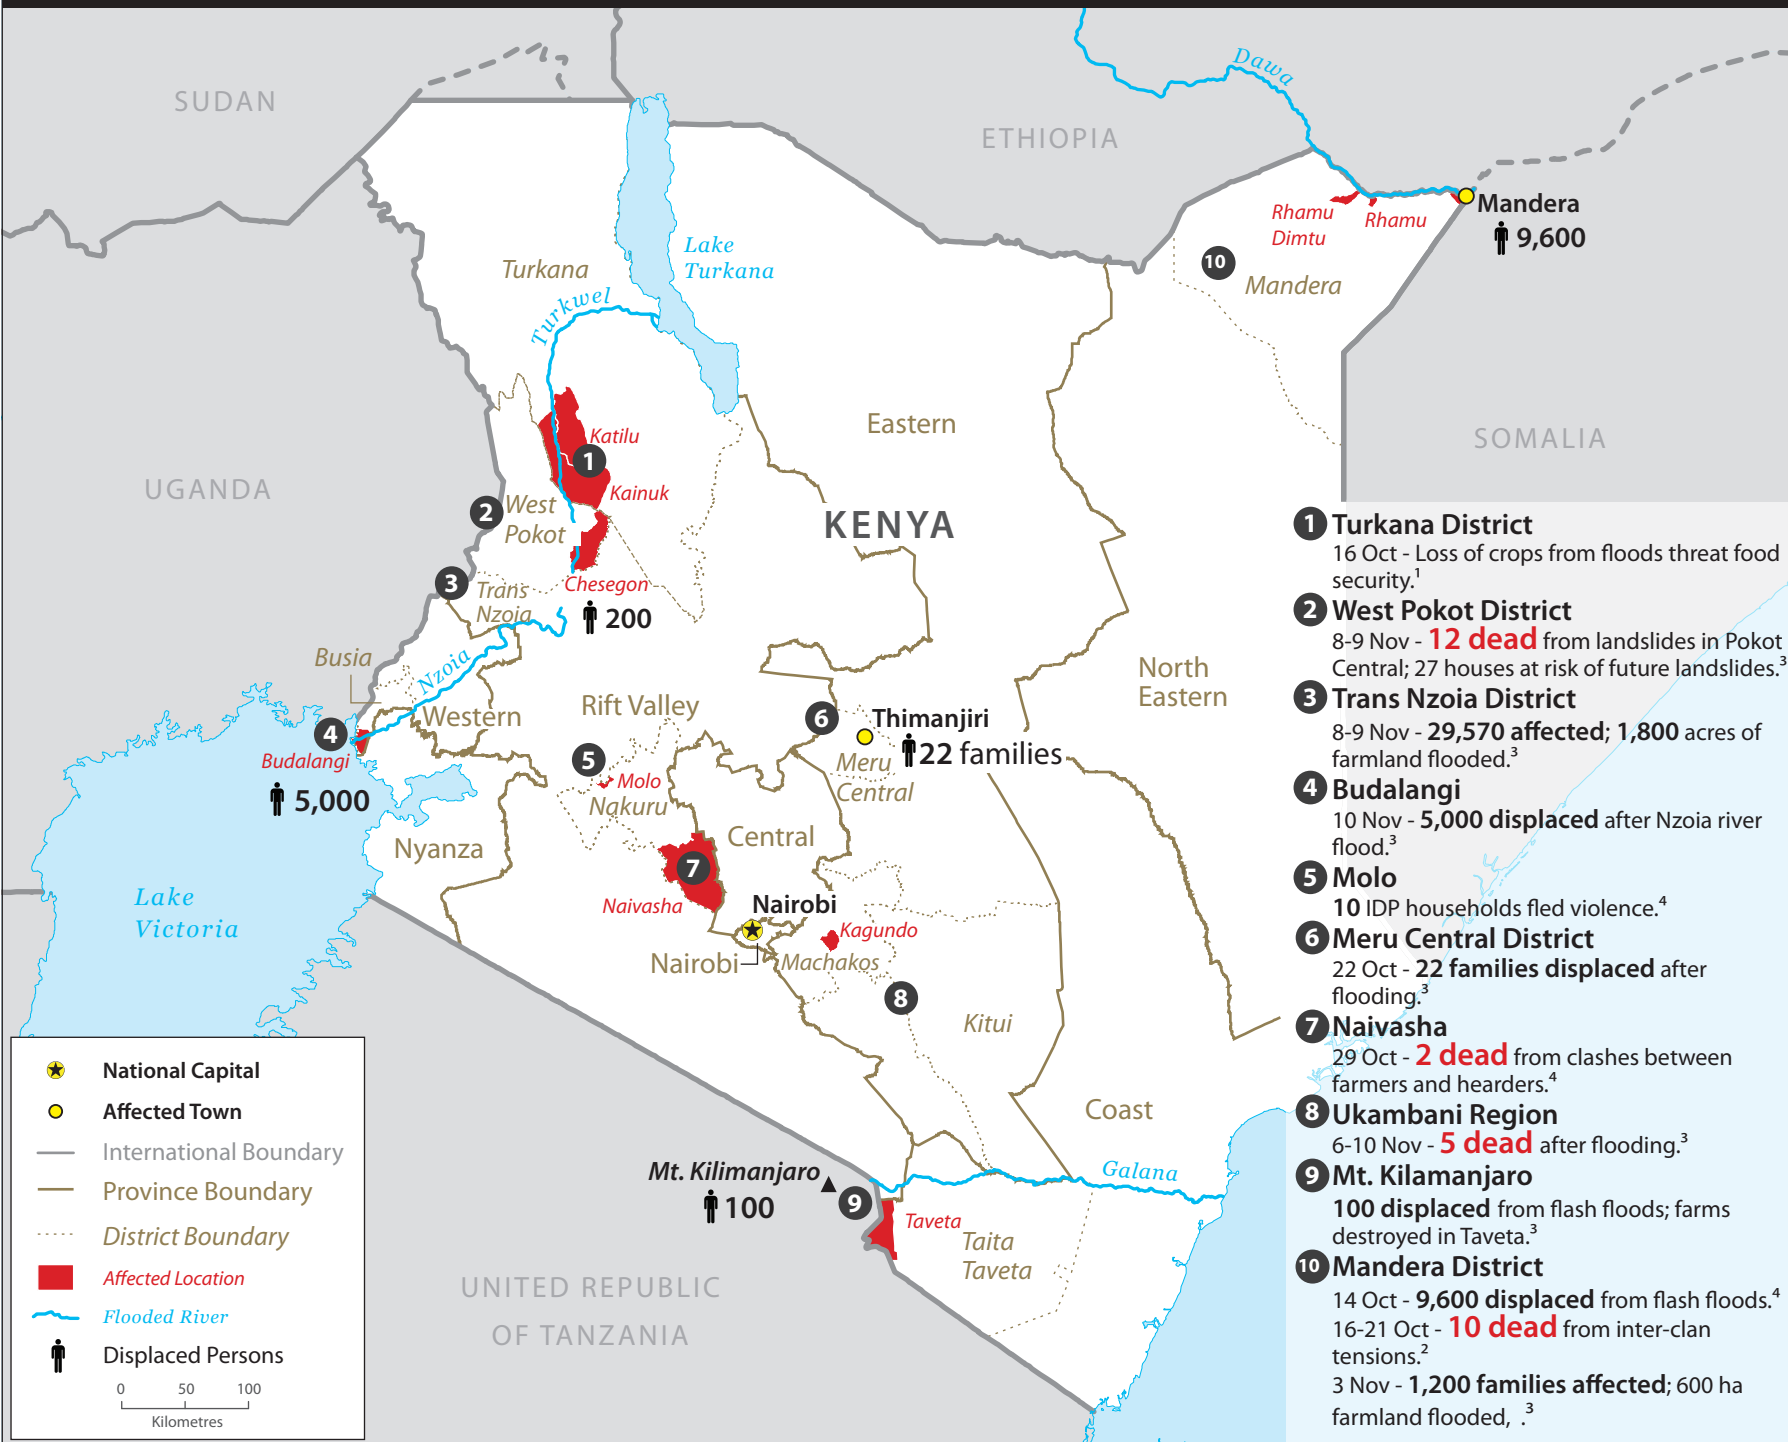 SUDAN
ETHIOPIA
Dawa
Rhamu
Dimtu
Rhamu
Mandera
9,600
10
Mandera
Turkana
Lake
Turkana
Turkwel
Eastern
SOMALIA
UGANDA
Katilu
1
Kainuk
2
West
Pokot
KENYA
3
Trans
Nzoia
Chesegon
200
Busia
Nzoia
North
Eastern
Western
Rift Valley
4
Budalangi
5,000
5
Molo
Nakuru
6
Thimanjiri
22 families
Meru
Central
Nyanza
Central
7
Naivasha
Lake
Victoria
Nairobi
Kagundo
Nairobi
Machakos
8
Kitui
Coast
Mt. Kilimanjaro
100
9
Galana
Taveta
Taita
Taveta
UNITED REPUBLIC
OF TANZANIA
National Capital
Affected Town
International Boundary
Province Boundary
District Boundary
Affected Location
Flooded River
Displaced Persons
0 50 100
Kilometres
1 Turkana District
16 Oct - Loss of crops from floods threat food
security.¹
2 West Pokot District
8-9 Nov - 12 dead from landslides in Pokot
Central; 27 houses at risk of future landslides.³
3 Trans Nzoia District
8-9 Nov - 29,570 affected; 1,800 acres of
farmland flooded.³
4 Budalangi
10 Nov - 5,000 displaced after Nzoia river
flood.³
5 Molo
10 IDP households fled violence.⁴
6 Meru Central District
22 Oct - 22 families displaced after
flooding.³
7 Naivasha
29 Oct - 2 dead from clashes between
farmers and hearders.⁴
8 Ukambani Region
6-10 Nov - 5 dead after flooding.³
9 Mt. Kilamanjaro
100 displaced from flash floods; farms
destroyed in Taveta.³
10 Mandera District
14 Oct - 9,600 displaced from flash floods.⁴
16-21 Oct - 10 dead from inter-clan
tensions.²
3 Nov - 1,200 families affected; 600 ha
farmland flooded, .³